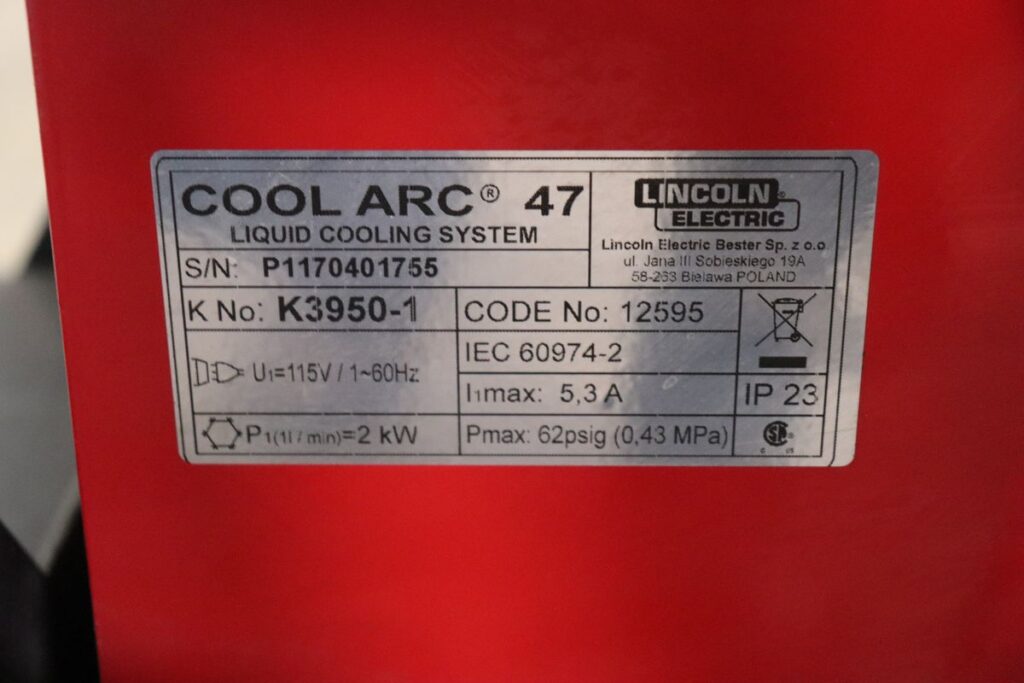 COOL ARC® 47
LIQUID COOLING SYSTEM
LINCOLN®
ELECTRIC
Lincoln Electric Bester Sp. z o.o
ul. Jana III Sobieskiego 19A
58-263 Bielawa POLAND
S/N: P1170401755
K No: K3950-1
CODE No: 12595
IEC 60974-2
U1=115V / 1~60Hz
I1max: 5,3 A
IP 23
P1(1l / min)=2 kW
Pmax: 62psig (0,43 MPa)
SA®
C US